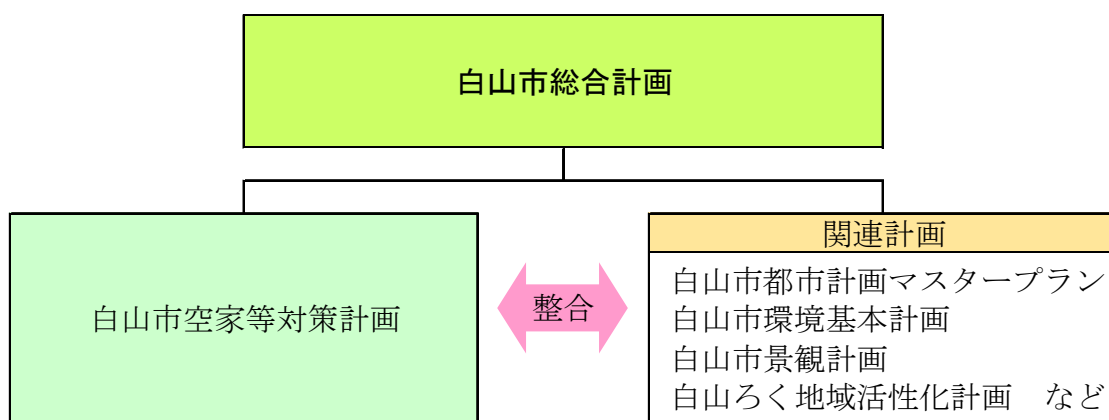 白山市総合計画
白山市空家等対策計画
整合
関連計画
白山市都市計画マスタープラン
白山市環境基本計画
白山市景観計画
白山ろく地域活性化計画　など